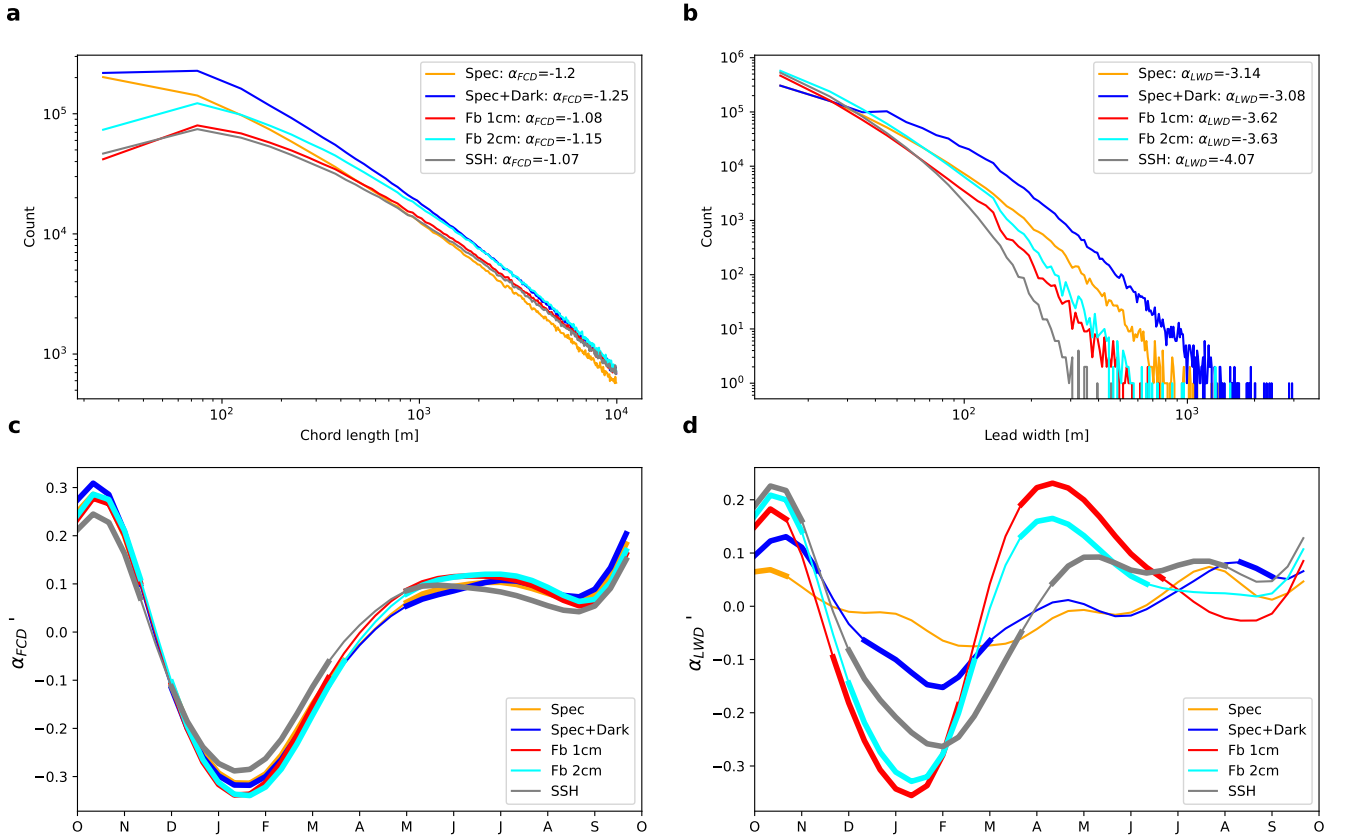 a
10^5
10^4
10^3
Count
10^2
10^3
10^4
Chord length [m]
Spec: α_FCD=-1.2
Spec+Dark: α_FCD=-1.25
Fb 1cm: α_FCD=-1.08
Fb 2cm: α_FCD=-1.15
SSH: α_FCD=-1.07
b
10^6
10^5
10^4
10^3
10^2
10^1
10^0
Count
10^2
10^3
Lead width [m]
Spec: α_LWD=-3.14
Spec+Dark: α_LWD=-3.08
Fb 1cm: α_LWD=-3.62
Fb 2cm: α_LWD=-3.63
SSH: α_LWD=-4.07
c
0.3
0.2
0.1
0.0
−0.1
−0.2
−0.3
α_FCD'
O N D J F M A M J J A S O
Spec
Spec+Dark
Fb 1cm
Fb 2cm
SSH
d
0.2
0.1
0.0
−0.1
−0.2
−0.3
α_LWD'
O N D J F M A M J J A S O
Spec
Spec+Dark
Fb 1cm
Fb 2cm
SSH